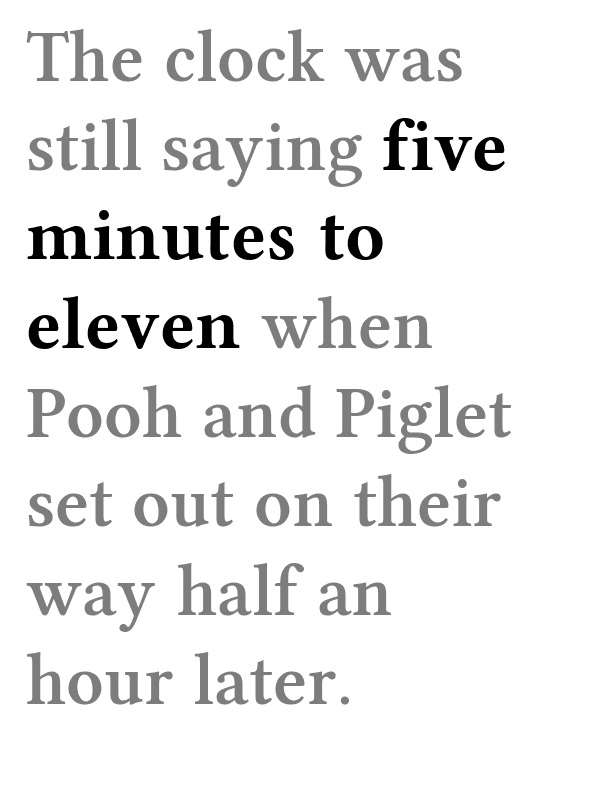 The clock was
still saying five
minutes to
eleven when
Pooh and Piglet
set out on their
way half an
hour later.